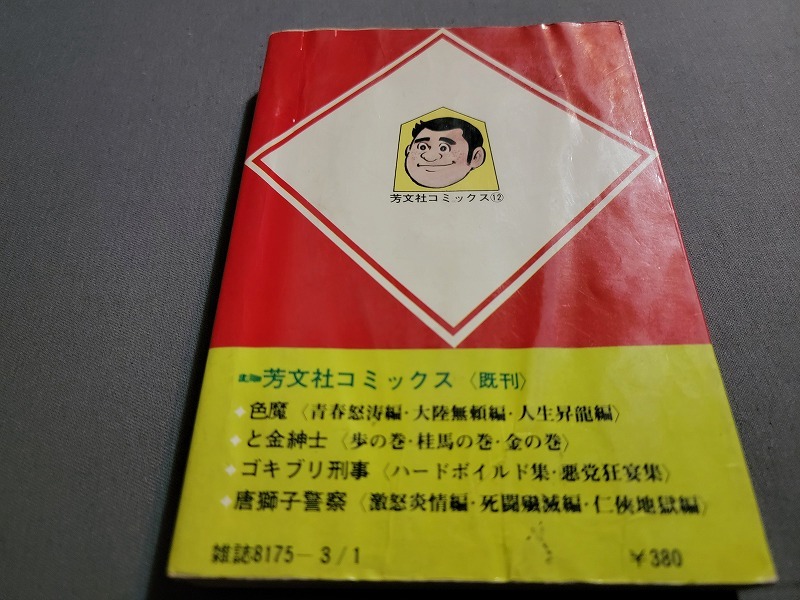 芳文社コミックス⑫
芳文社コミックス〈既刊〉
色魔〈青春怒涛編・大陸無頼編・人生昇龍編〉
と金紳士〈歩の巻・桂馬の巻・金の巻〉
ゴキブリ刑事〈ハードボイルド集・悪党狂宴集〉
唐獅子警察〈激怒炎情編・死闘殲滅編・仁侠地獄編〉
雑誌8175-3/1 ¥380